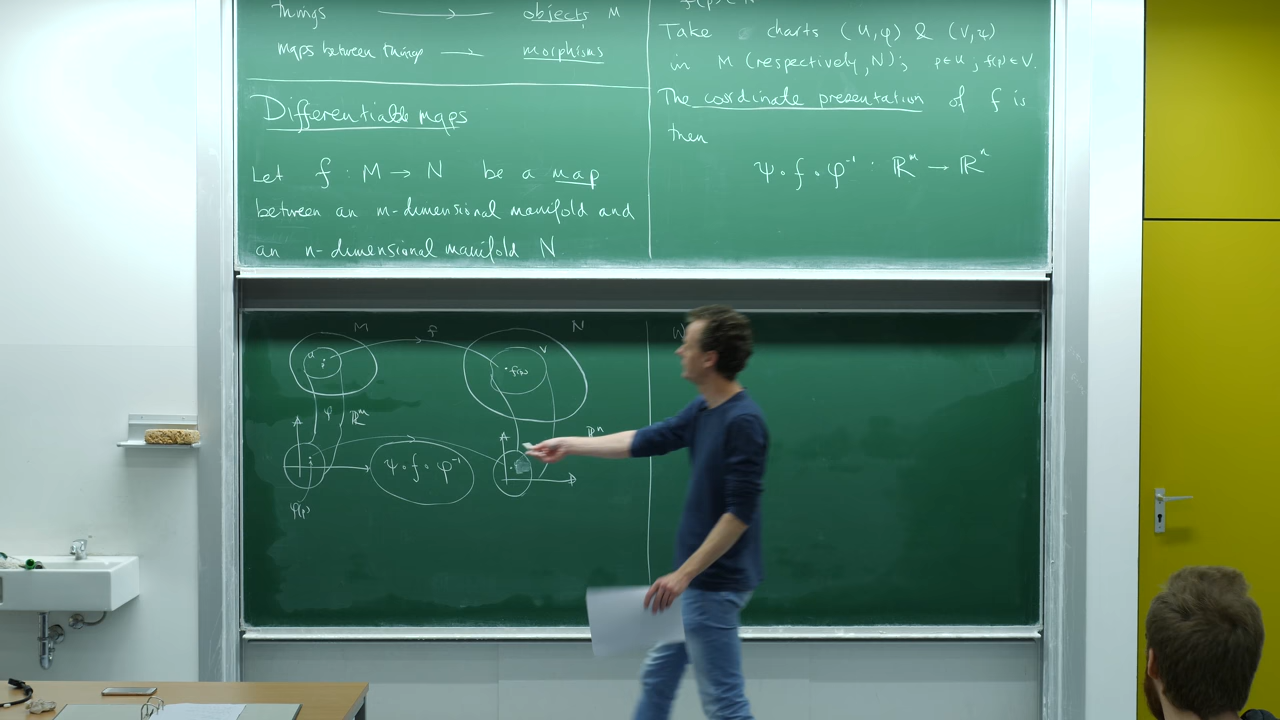 things → objects M
maps between things → morphisms
Differentiable maps
Let f : M → N be a map
between an m-dimensional manifold and
an n-dimensional manifold N
f(p) ∈ N
Take charts (U,φ) & (V,ψ)
in M (respectively, N); p∈U, f(p)∈V.
The coordinate presentation of f is
then
ψ∘f∘φ⁻¹ : ℝᵐ → ℝⁿ
M f N
U V
f(p)
φ ℝᵐ ℝⁿ
ψ∘f∘φ⁻¹
φ(p)
W